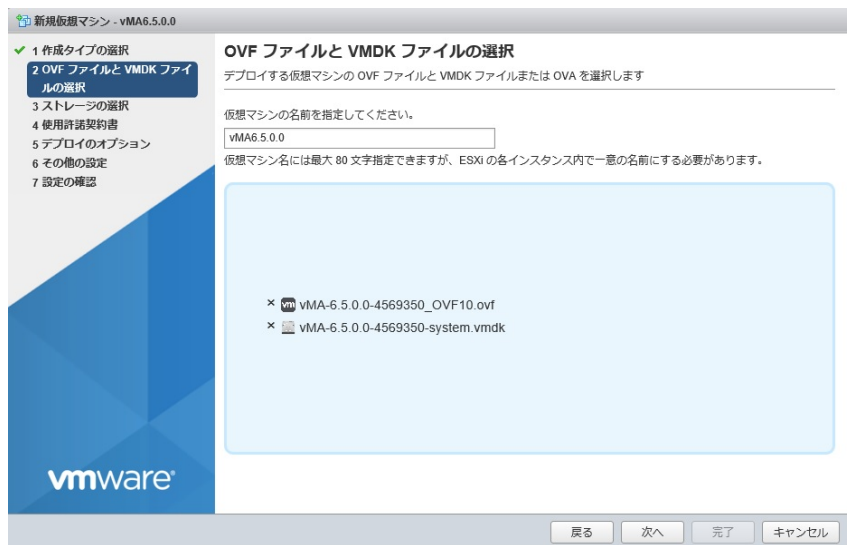 新規仮想マシン - vMA6.5.0.0
1 作成タイプの選択
2 OVF ファイルと VMDK ファイ
ルの選択
3 ストレージの選択
4 使用許諾契約書
5 デプロイのオプション
6 その他の設定
7 設定の確認
OVF ファイルと VMDK ファイルの選択
デプロイする仮想マシンの OVF ファイルと VMDK ファイルまたは OVA を選択します
仮想マシンの名前を指定してください。
vMA6.5.0.0
仮想マシン名には最大 80 文字指定できますが、ESXi の各インスタンス内で一意の名前にする必要があります。
× vm vMA-6.5.0.0-4569350_OVF10.ovf
× vMA-6.5.0.0-4569350-system.vmdk
vmware®
戻る
次へ
完了
キャンセル